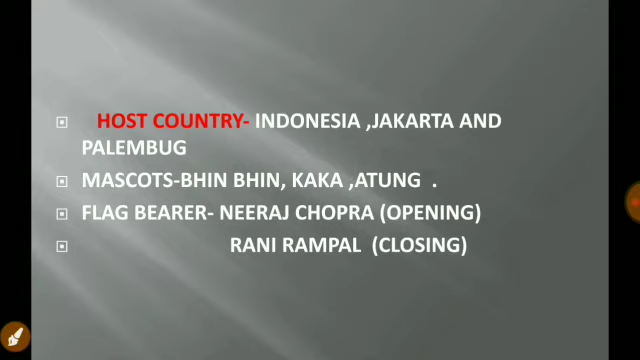 HOST COUNTRY- INDONESIA ,JAKARTA AND
PALEMBUG
MASCOTS-BHIN BHIN, KAKA ,ATUNG .
FLAG BEARER- NEERAJ CHOPRA (OPENING)
RANI RAMPAL (CLOSING)